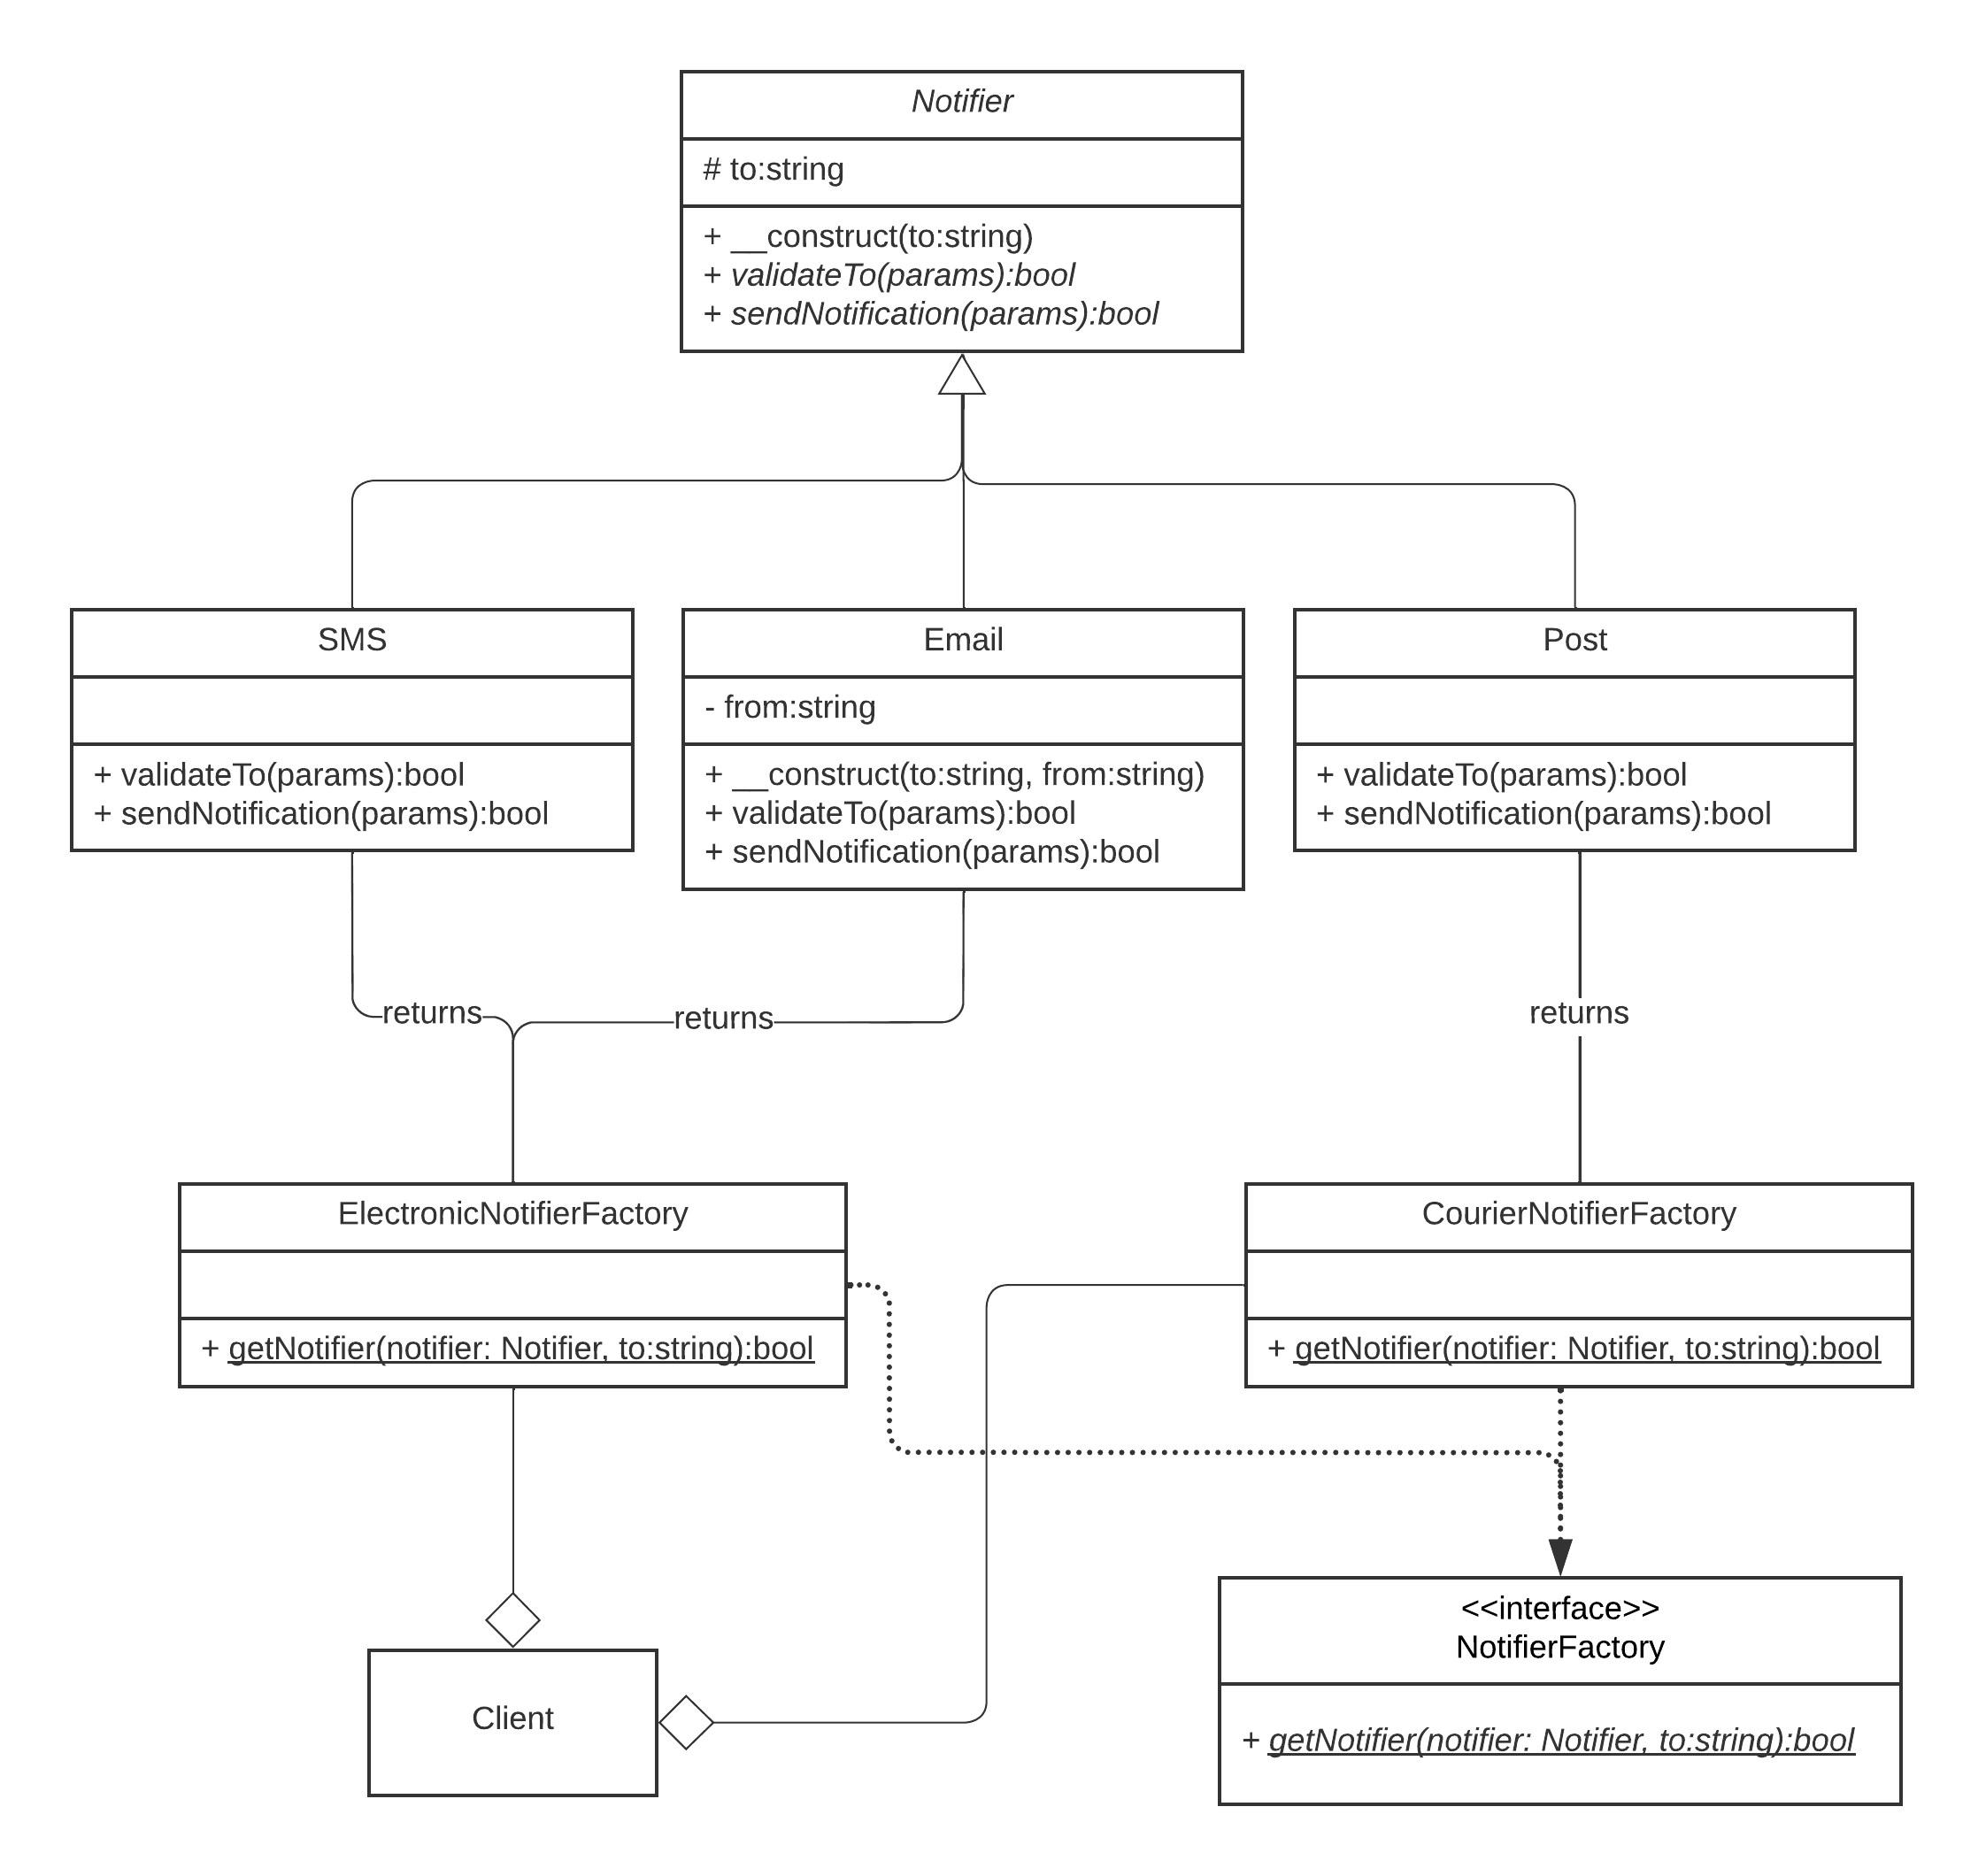 Notifier
# to:string
+ __construct(to:string)
+ validateTo(params):bool
+ sendNotification(params):bool
SMS
+ validateTo(params):bool
+ sendNotification(params):bool
Email
- from:string
+ __construct(to:string, from:string)
+ validateTo(params):bool
+ sendNotification(params):bool
Post
+ validateTo(params):bool
+ sendNotification(params):bool
returns
returns
returns
ElectronicNotifierFactory
+ getNotifier(notifier: Notifier, to:string):bool
CourierNotifierFactory
+ getNotifier(notifier: Notifier, to:string):bool
Client
<<interface>>
NotifierFactory
+ getNotifier(notifier: Notifier, to:string):bool